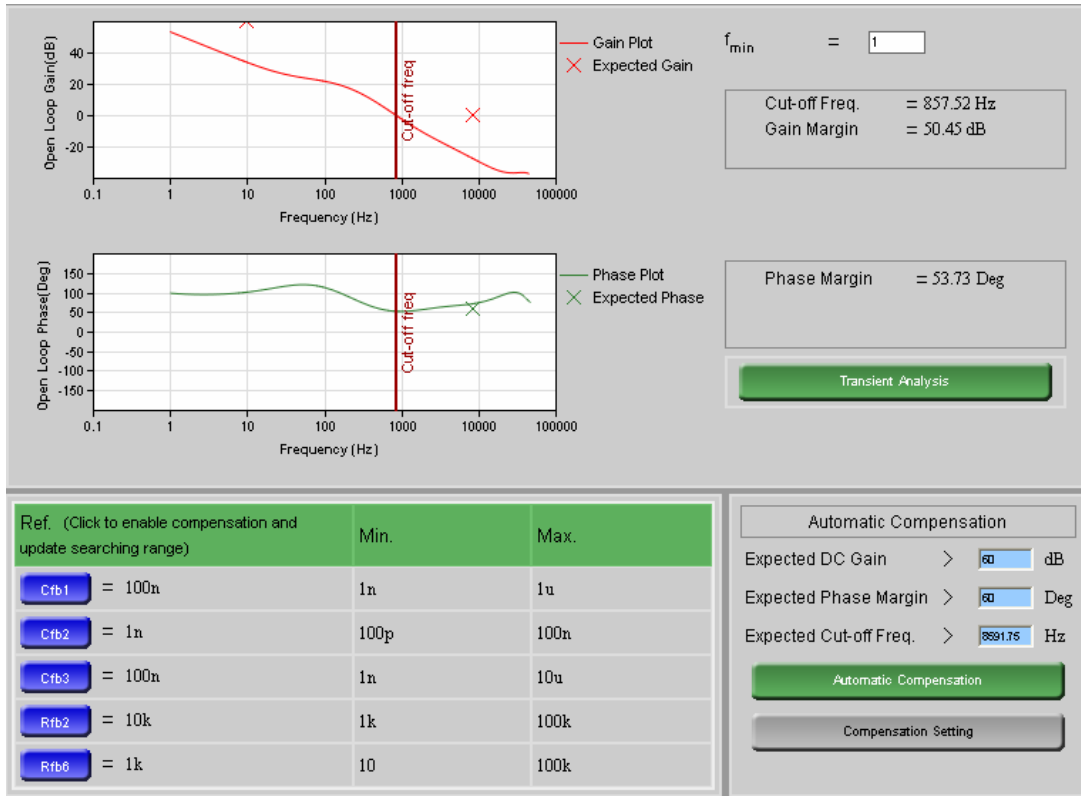 Open Loop Gain(dB)
40
20
0
-20
Cut-off freq
0.1 1 10 100 1000 10000 100000
Frequency (Hz)
Gain Plot
Expected Gain
f min = 1
Cut-off Freq. = 857.52 Hz
Gain Margin = 50.45 dB
Open Loop Phase(Deg)
150
100
50
0
-50
-100
-150
Cut-off freq
0.1 1 10 100 1000 10000 100000
Frequency (Hz)
Phase Plot
Expected Phase
Phase Margin = 53.73 Deg
Transient Analysis
Ref. (Click to enable compensation and
update searching range)
Min. Max.
Cfb1 = 100n 1n 1u
Cfb2 = 1n 100p 100n
Cfb3 = 100n 1n 10u
Rfb2 = 10k 1k 100k
Rfb6 = 1k 10 100k
Automatic Compensation
Expected DC Gain > 60 dB
Expected Phase Margin > 60 Deg
Expected Cut-off Freq. > 8591.75 Hz
Automatic Compensation
Compensation Setting